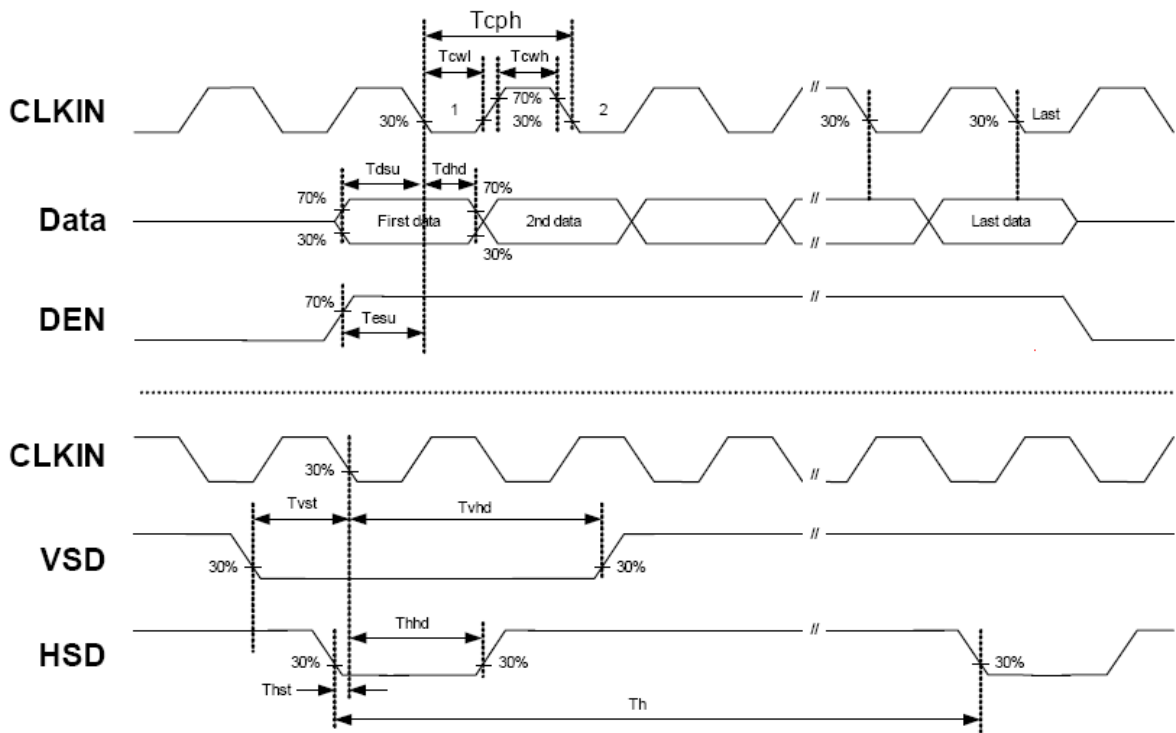 Tcph
Tcwl Tcwh
CLKIN 30% 1 70% 30% 2 // 30% 30% Last
Tdsu Tdhd
Data 70% 30% First data 70% 30% 2nd data // // Last data
DEN 70% Tesu //
CLKIN 30% //
Tvst Tvhd
VSD 30% 30% //
Thhd
HSD 30% 30% // 30%
Thst
Th